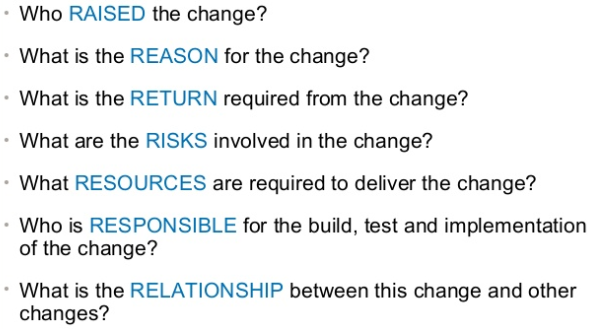 • Who RAISED the change?
• What is the REASON for the change?
• What is the RETURN required from the change?
• What are the RISKS involved in the change?
• What RESOURCES are required to deliver the change?
• Who is RESPONSIBLE for the build, test and implementation
of the change?
• What is the RELATIONSHIP between this change and other
changes?